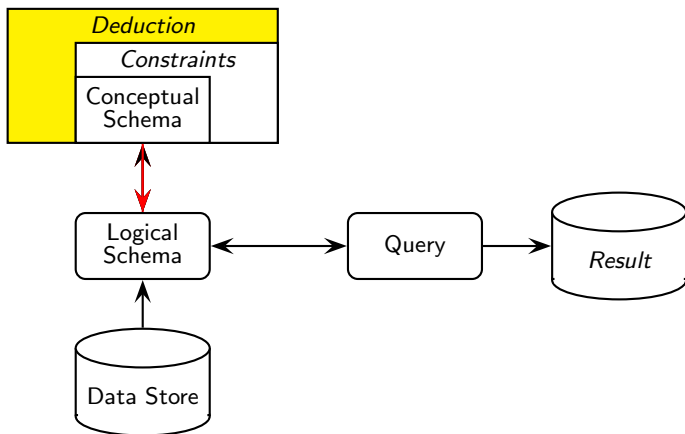 Deduction
Constraints
Conceptual
Schema
Logical
Schema
Query
Result
Data Store